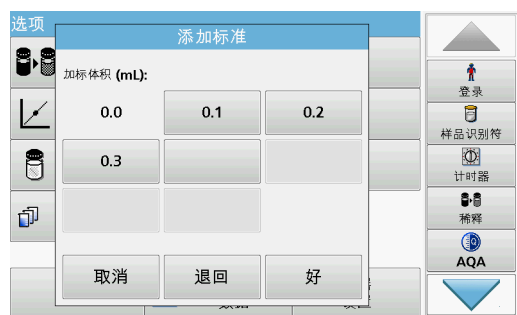 选项
添加标准
加标体积 (mL):
0.0
0.1
0.2
0.3
取消
退回
好
登录
样品识别符
计时器
稀释
AQA